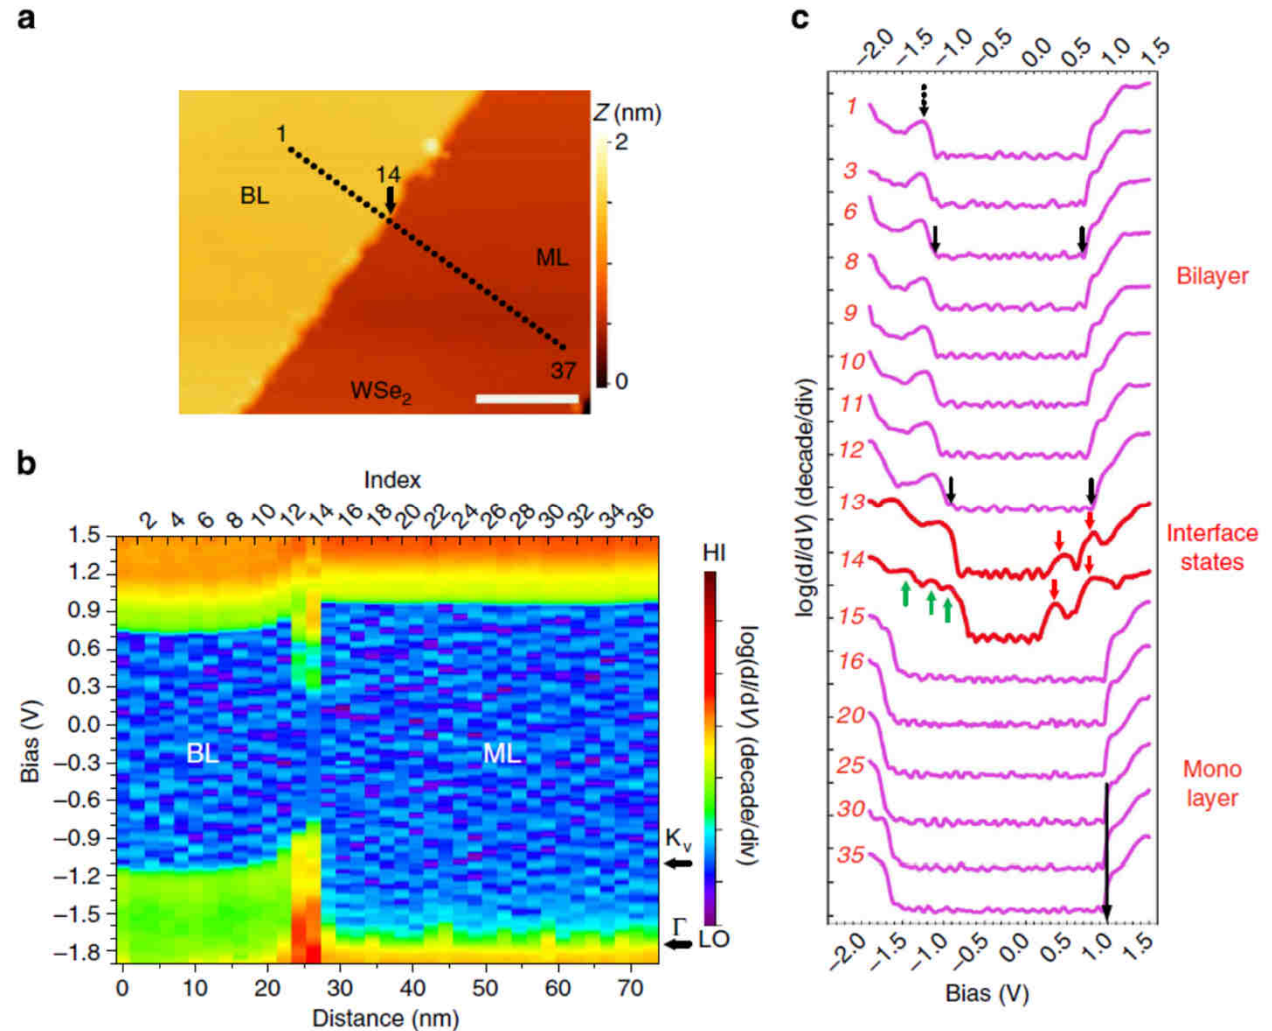 a
Z (nm)
2
0
1
14
BL
ML
37
WSe2
b
Index
2 4 6 8 10 12 14 16 18 20 22 24 26 28 30 32 34 36
1.5
1.2
0.9
0.6
0.3
0.0
−0.3
−0.6
−0.9
−1.2
−1.5
−1.8
Bias (V)
BL
ML
0 10 20 30 40 50 60 70
Distance (nm)
HI
LO
log(dI/dV) (decade/div)
Kv
Γ
c
−2.0 −1.5 −1.0 −0.5 0.0 0.5 1.0 1.5
log(dI/dV) (decade/div)
1
3
6
8
9
10
11
12
13
14
15
16
20
25
30
35
Bilayer
Interface
states
Mono
layer
−2.0 −1.5 −1.0 −0.5 0.0 0.5 1.0 1.5
Bias (V)